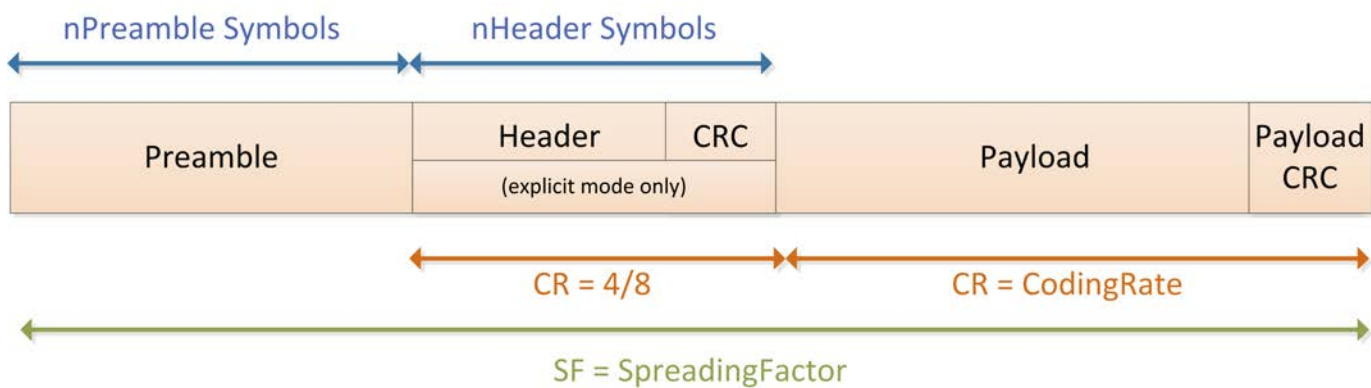 nPreamble Symbols
nHeader Symbols
Preamble
Header
CRC
(explicit mode only)
Payload
Payload
CRC
CR = 4/8
CR = CodingRate
SF = SpreadingFactor